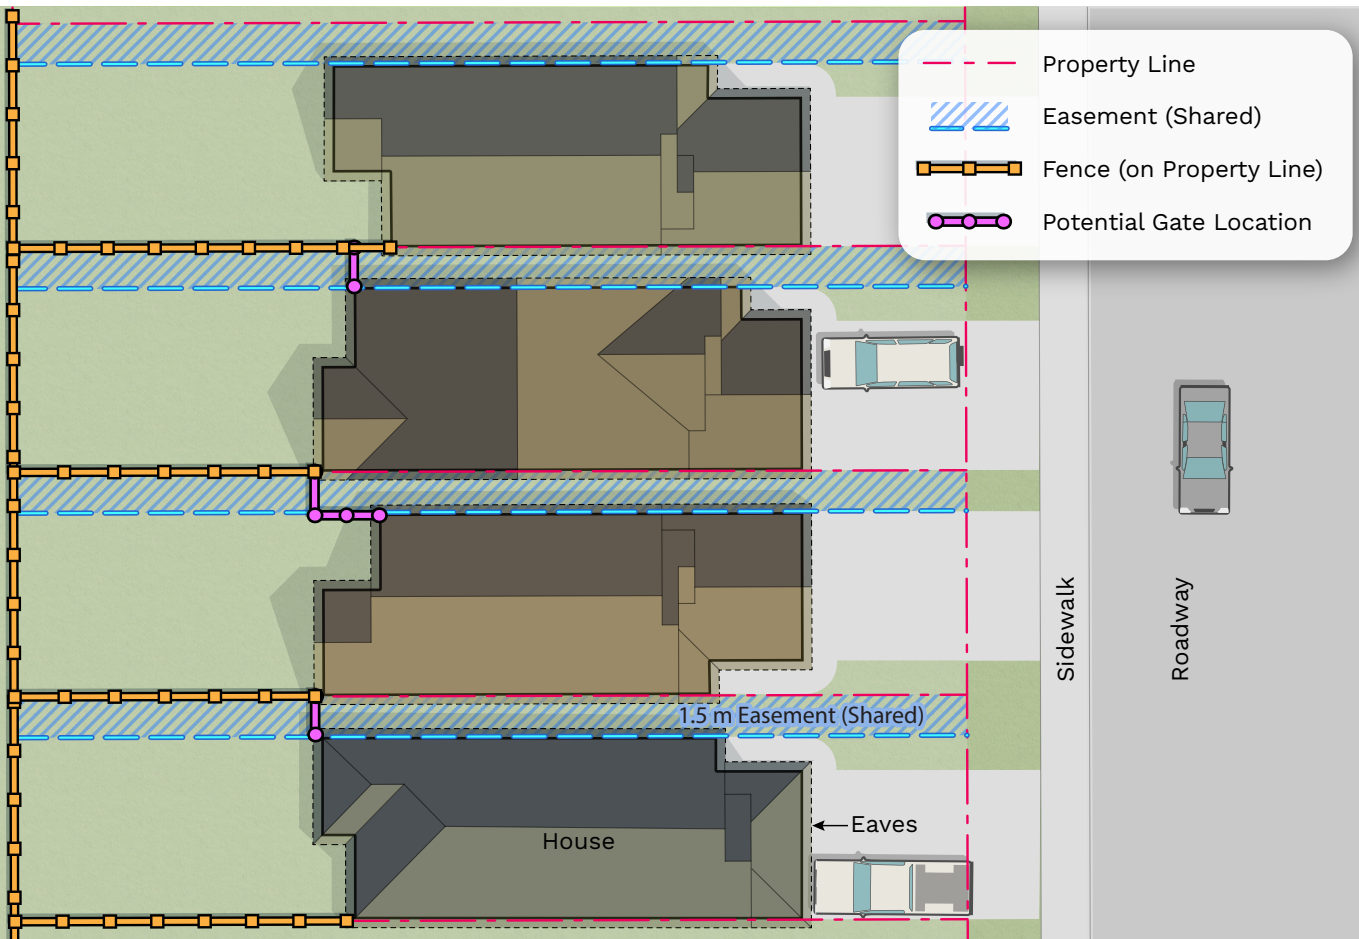 Property Line
Easement (Shared)
Fence (on Property Line)
Potential Gate Location
Sidewalk
Roadway
1.5 m Easement (Shared)
Eaves
House